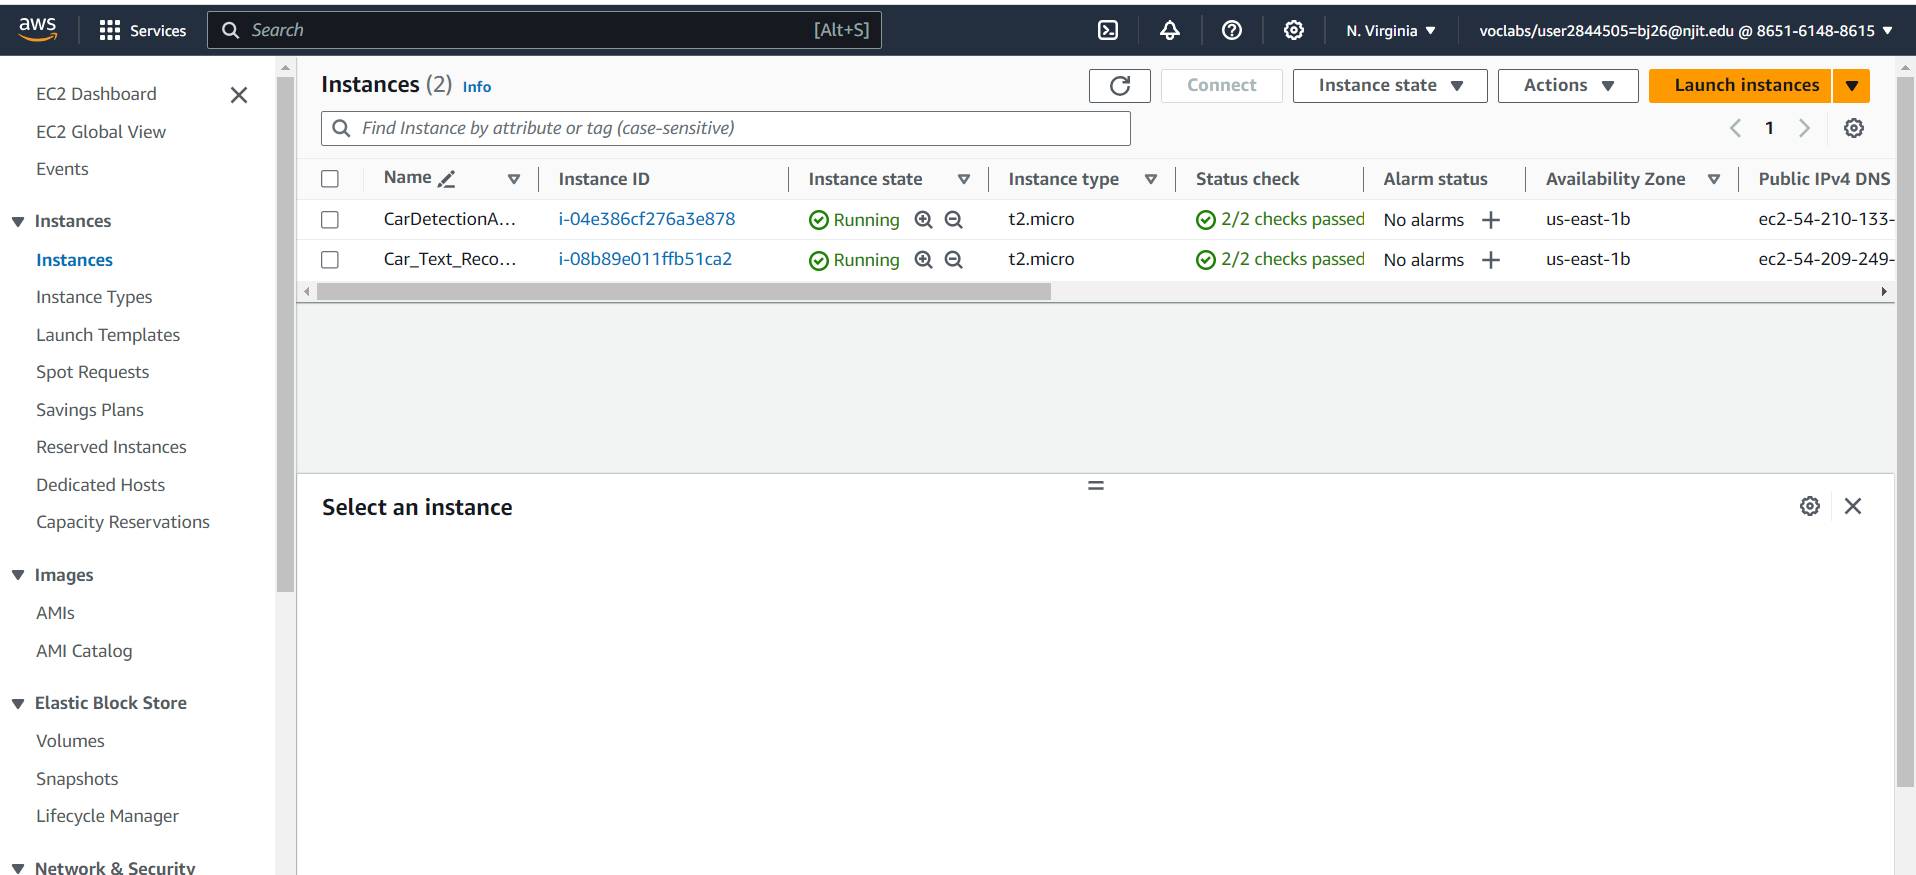 aws
Services
Search
[Alt+S]
N. Virginia
voclabs/user2844505=bj26@njit.edu @ 8651-6148-8615
EC2 Dashboard
EC2 Global View
Events
Instances
Instances
Instance Types
Launch Templates
Spot Requests
Savings Plans
Reserved Instances
Dedicated Hosts
Capacity Reservations
Images
AMIs
AMI Catalog
Elastic Block Store
Volumes
Snapshots
Lifecycle Manager
Network & Security
Instances (2) Info
Connect
Instance state
Actions
Launch instances
Find Instance by attribute or tag (case-sensitive)
1
Name Instance ID Instance state Instance type Status check Alarm status Availability Zone Public IPv4 DNS
CarDetectionA... i-04e386cf276a3e878 Running t2.micro 2/2 checks passed No alarms us-east-1b ec2-54-210-133-
Car_Text_Reco... i-08b89e011ffb51ca2 Running t2.micro 2/2 checks passed No alarms us-east-1b ec2-54-209-249-
Select an instance